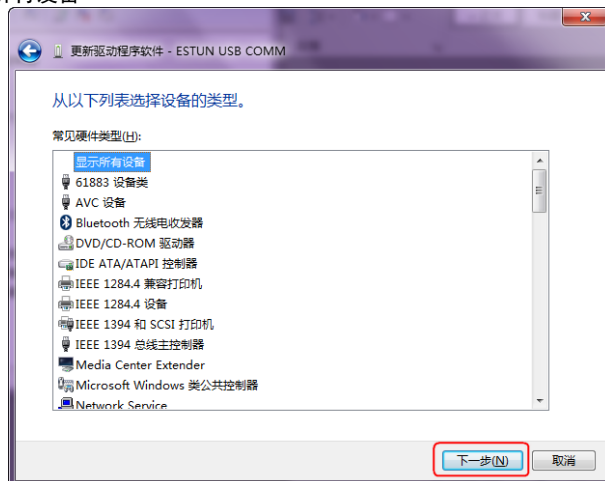 更新驱动程序软件 - ESTUN USB COMM
从以下列表选择设备的类型。
常见硬件类型(H):
显示所有设备
61883 设备类
AVC 设备
Bluetooth 无线电收发器
DVD/CD-ROM 驱动器
IDE ATA/ATAPI 控制器
IEEE 1284.4 兼容打印机
IEEE 1284.4 设备
IEEE 1394 和 SCSI 打印机
IEEE 1394 总线主控制器
Media Center Extender
Microsoft Windows 类公共控制器
Network Service
下一步(N) 取消